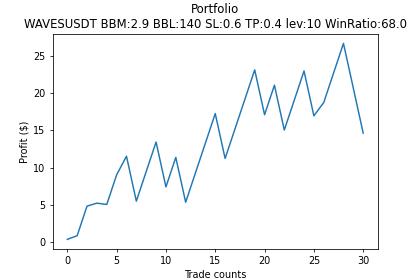 Portfolio
WAVESUSDT BBM:2.9 BBL:140 SL:0.6 TP:0.4 lev:10 WinRatio:68.0
25
20
15
10
5
0
Profit ($)
0 5 10 15 20 25 30
Trade counts